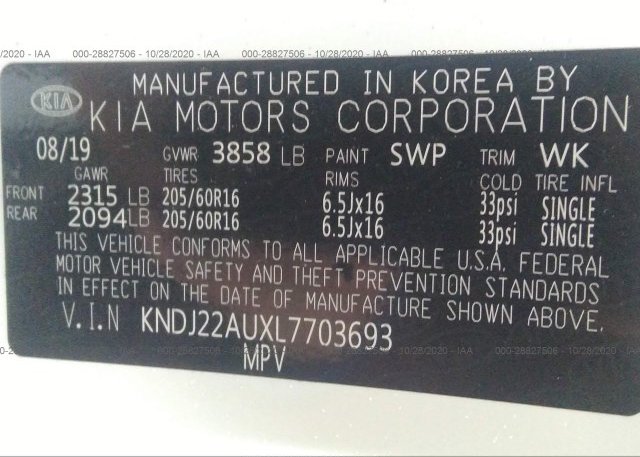 000-28827506 - 10/28/2020 - IAA
MANUFACTURED IN KOREA BY
KIA
KIA MOTORS CORPORATION
08/19 GVWR 3858 LB PAINT SWP TRIM WK
GAWR TIRES RIMS COLD TIRE INFL
FRONT 2315 LB 205/60R16 6.5Jx16 33psi SINGLE
REAR 2094 LB 205/60R16 6.5Jx16 33psi SINGLE
THIS VEHICLE CONFORMS TO ALL APPLICABLE U.S.A. FEDERAL
MOTOR VEHICLE SAFETY AND THEFT PREVENTION STANDARDS
IN EFFECT ON THE DATE OF MANUFACTURE SHOWN ABOVE.
V.I.N KNDJ22AUXL7703693
MPV
000-28827506 - 10/28/2020 - IAA